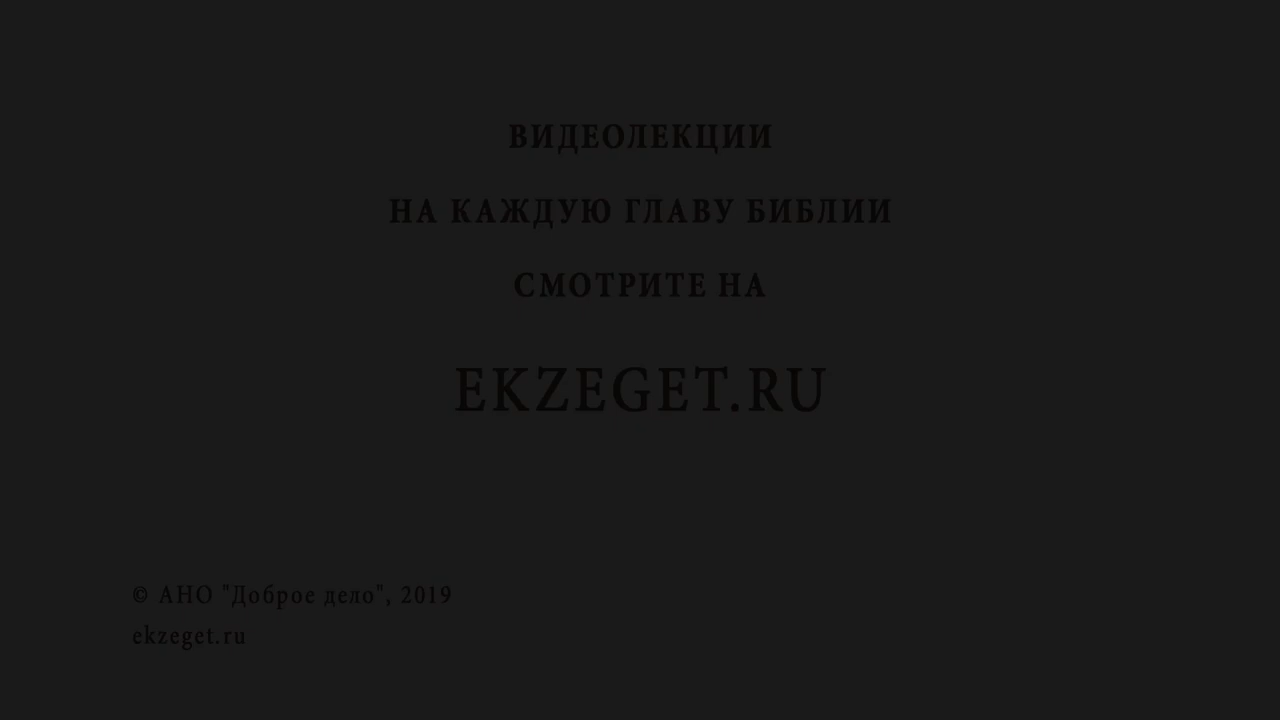 ВИДЕОЛЕКЦИИ
НА КАЖДУЮ ГЛАВУ БИБЛИИ
СМОТРИТЕ НА
EKZEGET.RU
© АНО "Доброе дело", 2019
ekzeget.ru